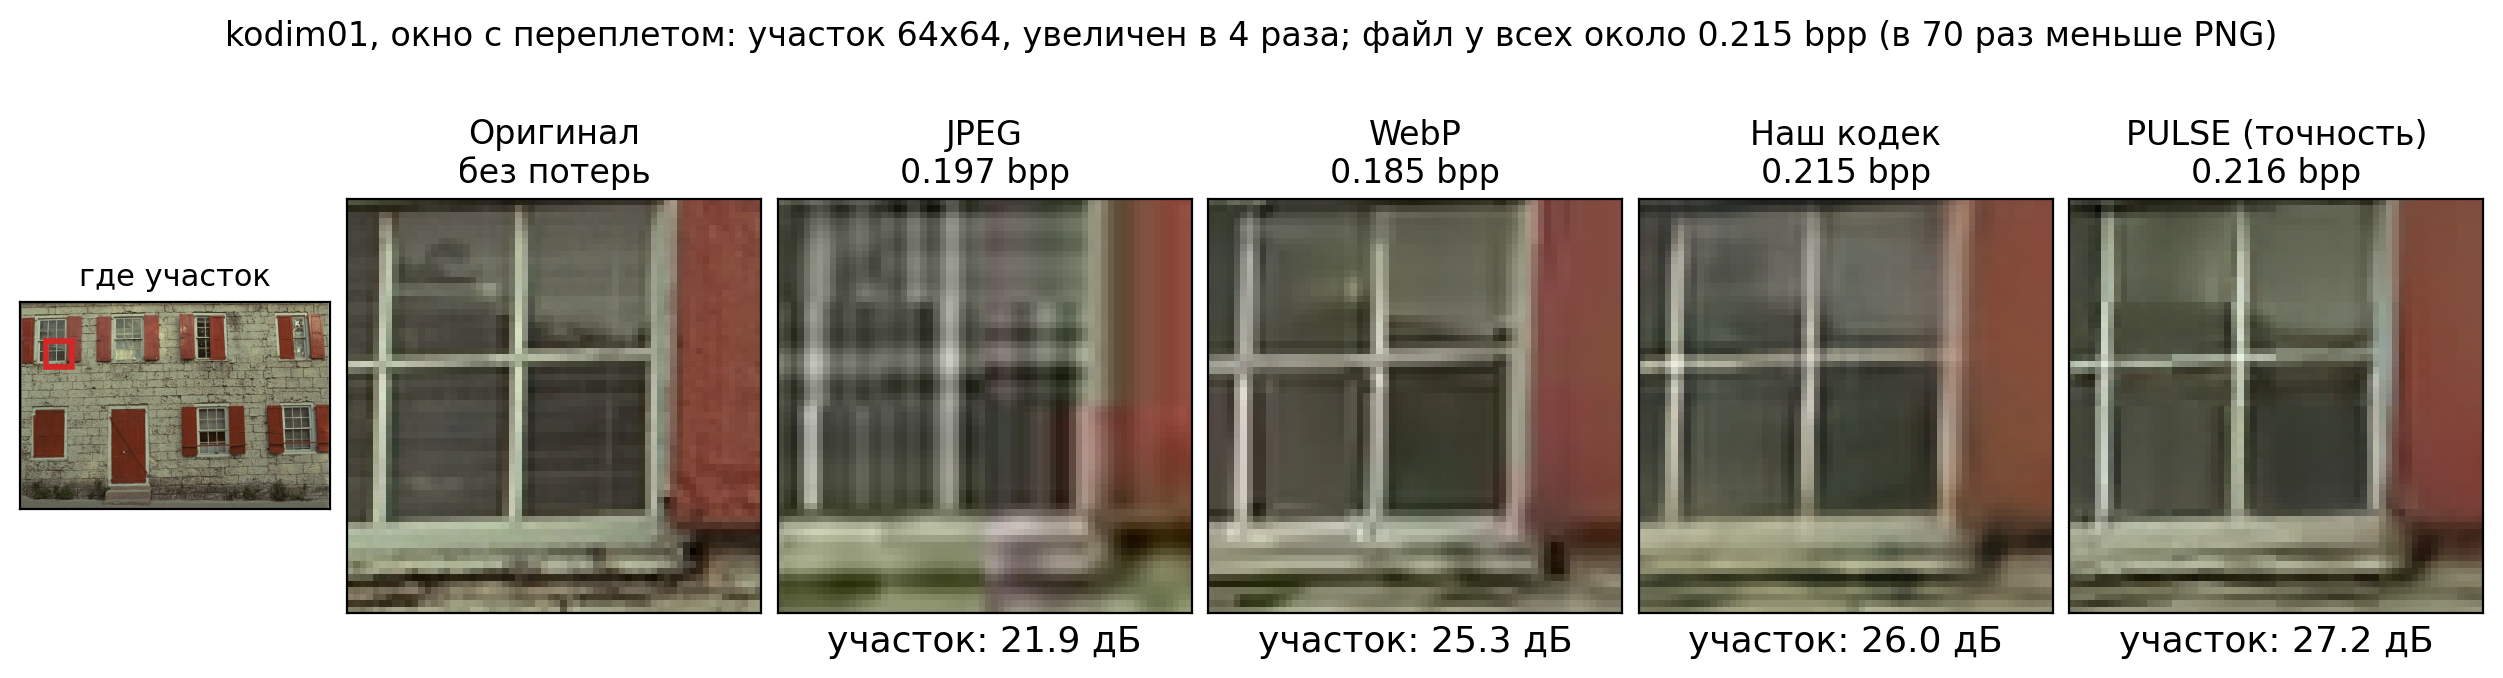 kodim01, окно с переплетом: участок 64x64, увеличен в 4 раза; файл у всех около 0.215 bpp (в 70 раз меньше PNG)
где участок
Оригинал
без потерь
JPEG
0.197 bpp
участок: 21.9 дБ
WebP
0.185 bpp
участок: 25.3 дБ
Наш кодек
0.215 bpp
участок: 26.0 дБ
PULSE (точность)
0.216 bpp
участок: 27.2 дБ